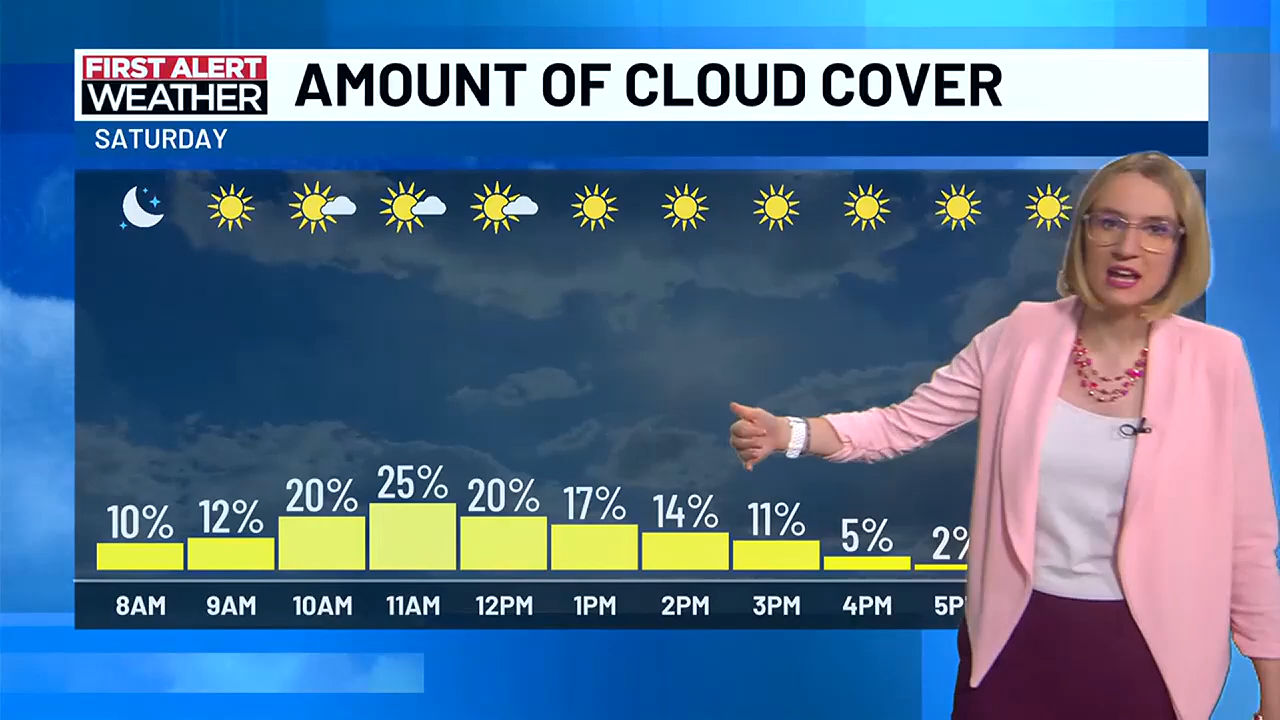 FIRST ALERT
WEATHER
AMOUNT OF CLOUD COVER
SATURDAY
10% 12% 20% 25% 20% 17% 14% 11% 5% 2%
8AM 9AM 10AM 11AM 12PM 1PM 2PM 3PM 4PM